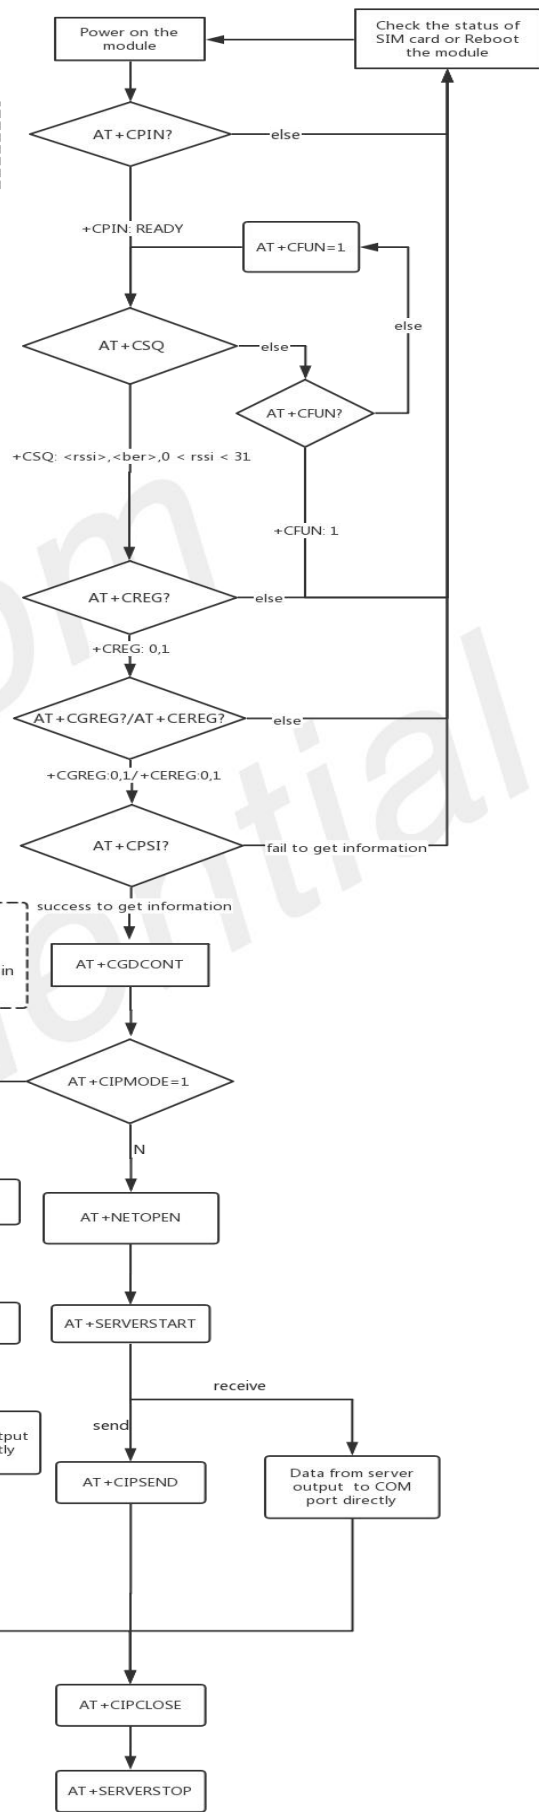 Power on the
module
Check the status of
SIM card or Reboot
the module
AT+CPIN?
else
+CPIN: READY
AT+CFUN=1
else
AT+CSQ
else
AT+CFUN?
+CSQ: <rssi>,<ber>,0 < rssi < 31
+CFUN: 1
AT+CREG?
else
+CREG: 0,1
AT+CGREG?/AT+CEREG?
else
+CGREG:0,1/+CEREG:0,1
AT+CPSI?
fail to get information
success to get information
in
AT+CGDCONT
AT+CIPMODE=1
N
AT+NETOPEN
AT+SERVERSTART
receive
send
AT+CIPSEND
Data from server
output to COM
port directly
AT+CIPCLOSE
AT+SERVERSTOP